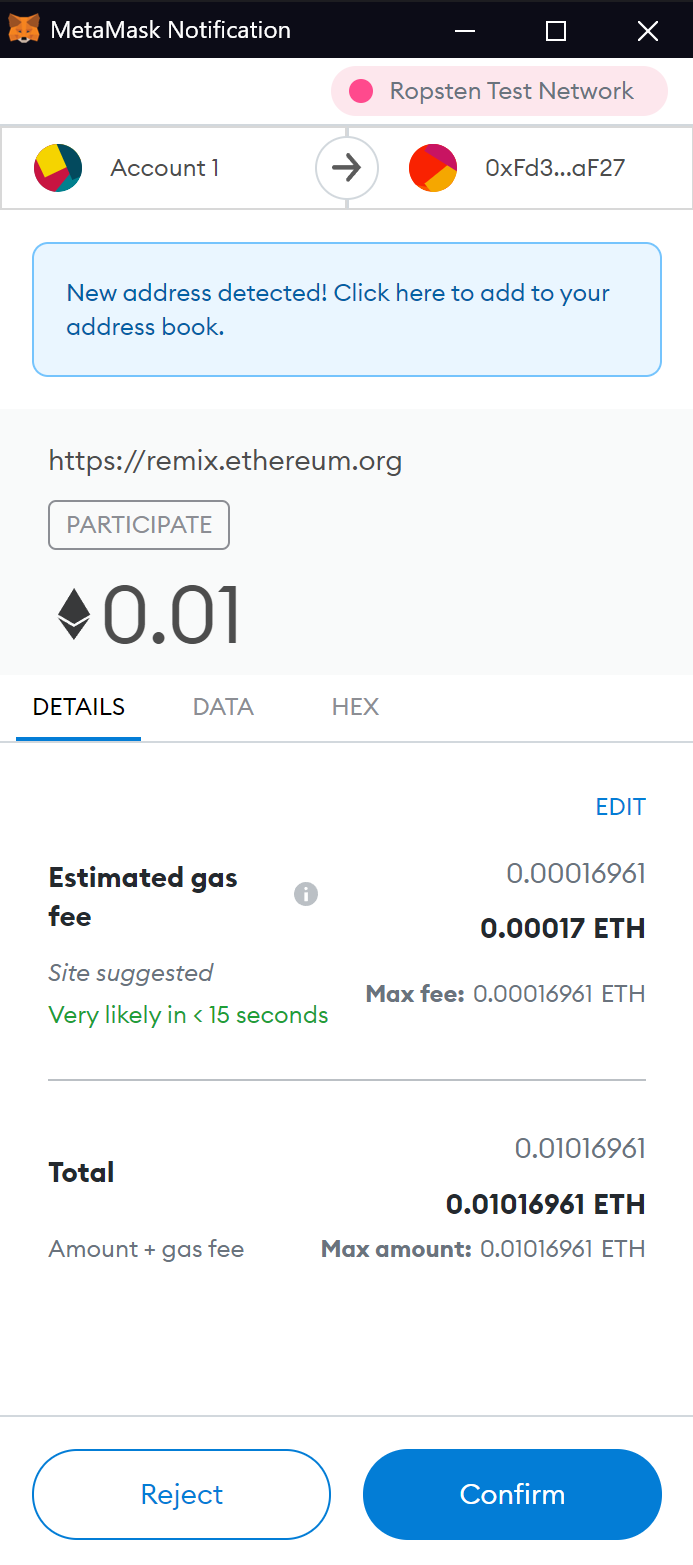 MetaMask Notification
Ropsten Test Network
Account 1
0xFd3...aF27
New address detected! Click here to add to your
address book.
https://remix.ethereum.org
PARTICIPATE
0.01
DETAILS DATA HEX
EDIT
Estimated gas
fee
0.00016961
0.00017 ETH
Site suggested
Very likely in < 15 seconds
Max fee: 0.00016961 ETH
Total
0.01016961
0.01016961 ETH
Amount + gas fee
Max amount: 0.01016961 ETH
Reject
Confirm